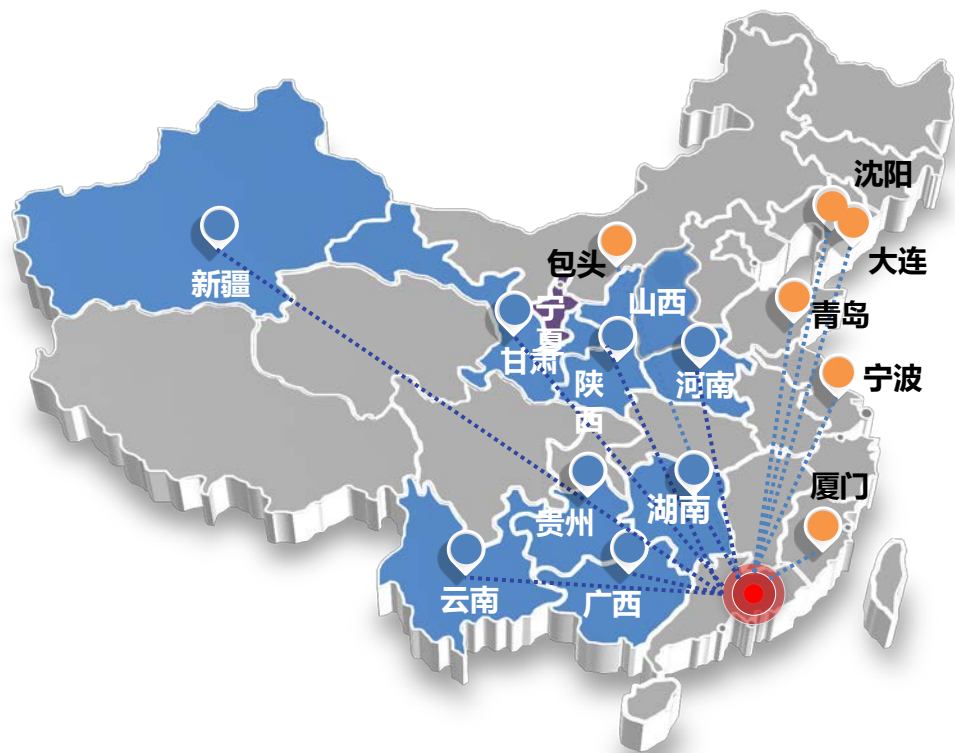 沈阳
大连
包头
新疆
宁
夏
山西
青岛
甘肃
陕
西
河南
宁波
厦门
贵州
湖南
云南
广西